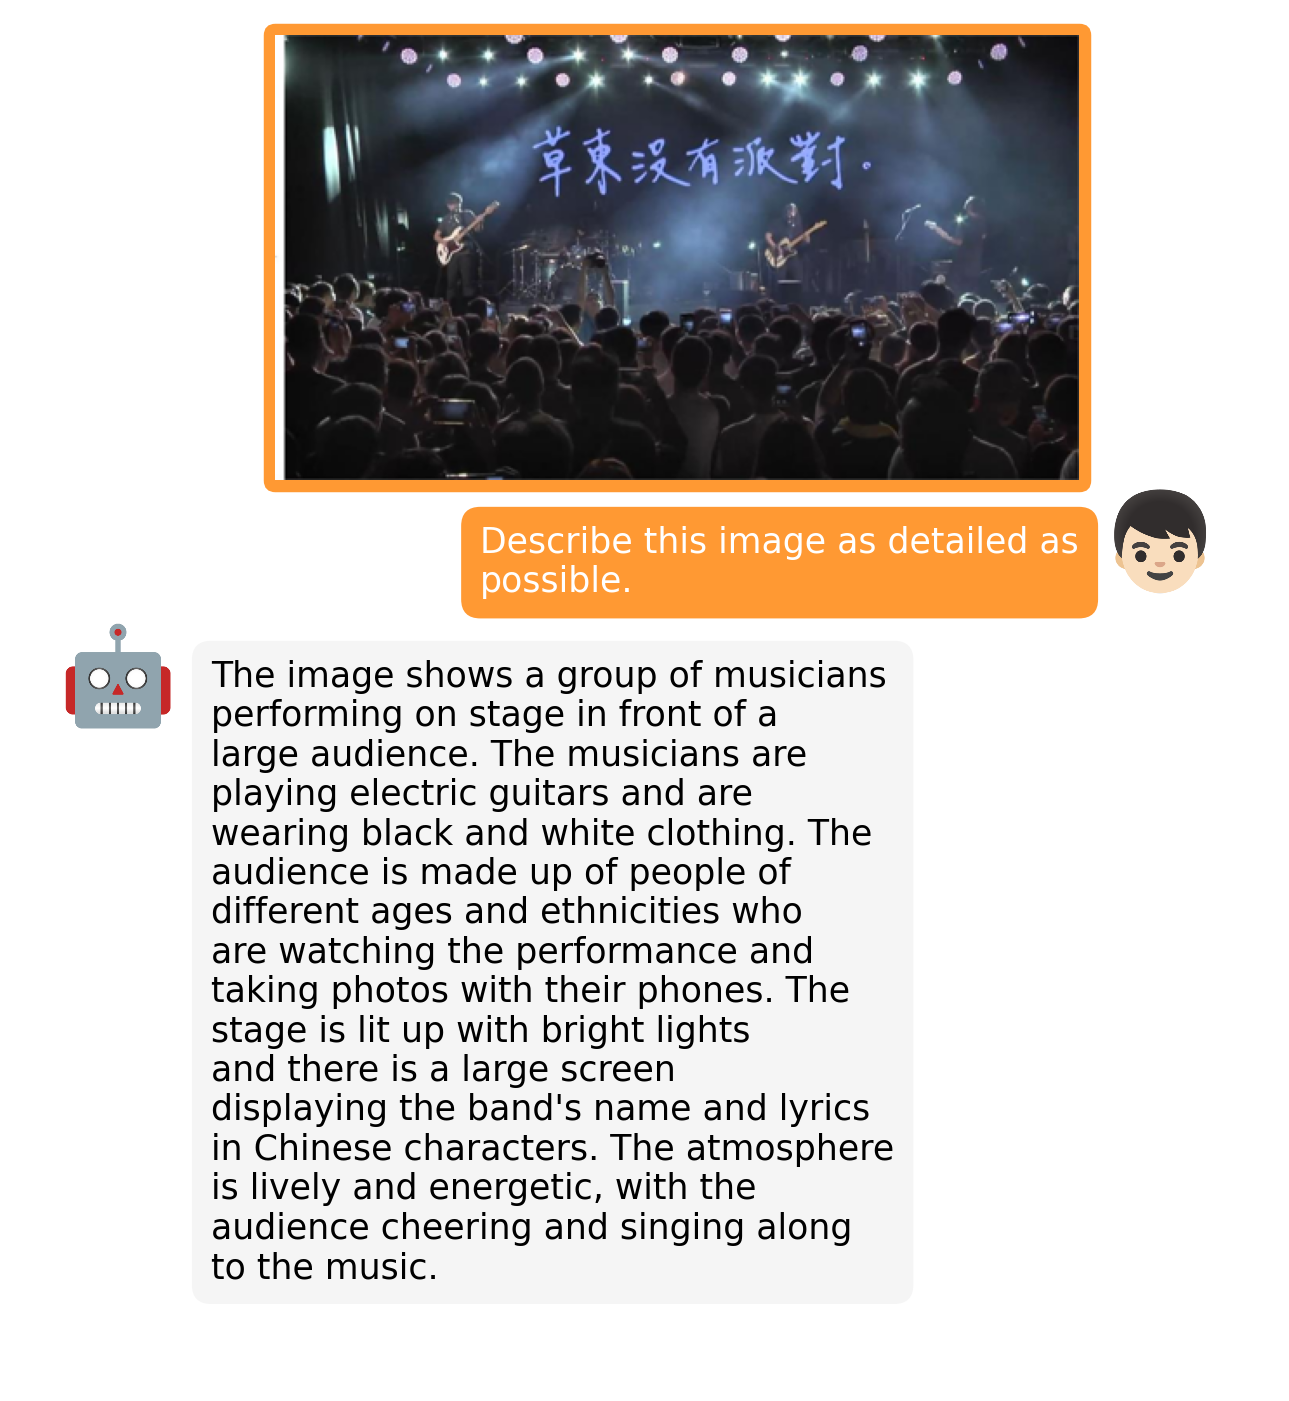 草東沒有派對。
Describe this image as detailed as
possible.
The image shows a group of musicians
performing on stage in front of a
large audience. The musicians are
playing electric guitars and are
wearing black and white clothing. The
audience is made up of people of
different ages and ethnicities who
are watching the performance and
taking photos with their phones. The
stage is lit up with bright lights
and there is a large screen
displaying the band's name and lyrics
in Chinese characters. The atmosphere
is lively and energetic, with the
audience cheering and singing along
to the music.